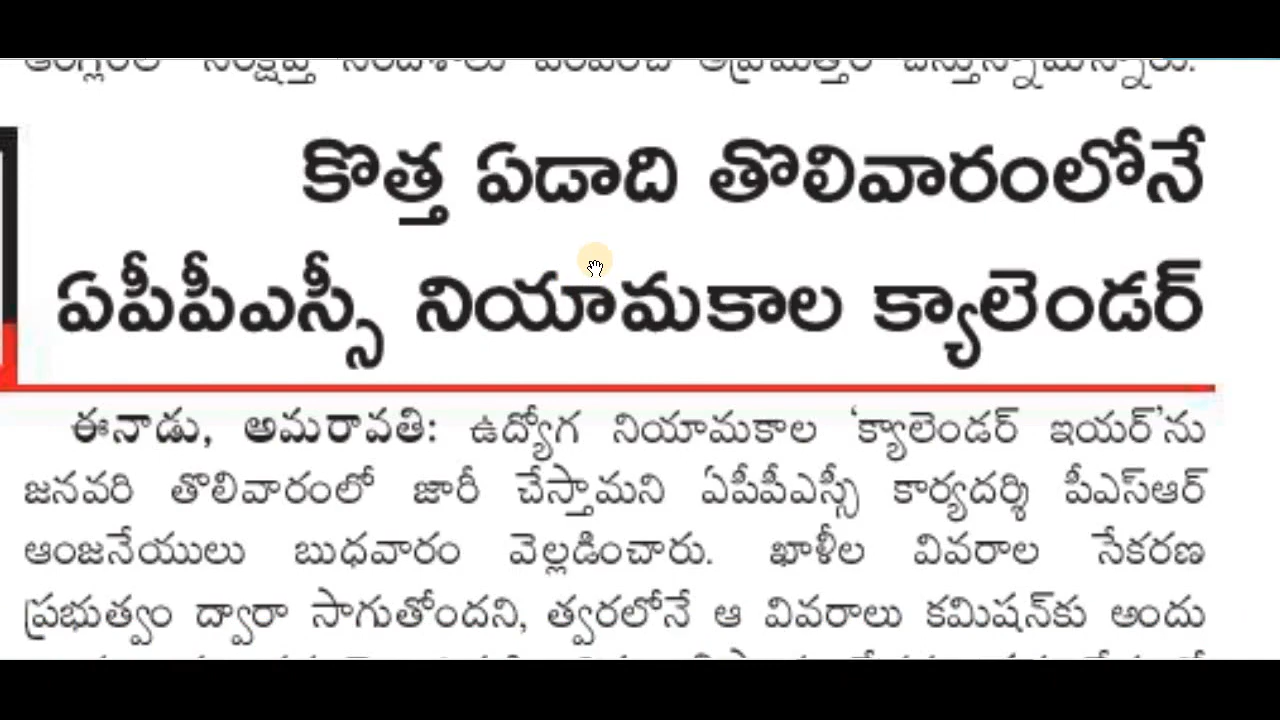 కొత్త ఏడాది తొలివారంలోనే
ఏపీపీఎస్సీ నియామకాల క్యాలెండర్
ఈనాడు, అమరావతి: ఉద్యోగ నియామకాల ‘క్యాలెండర్ ఇయర్’ను
జనవరి తొలివారంలో జారీ చేస్తామని ఏపీపీఎస్సీ కార్యదర్శి పీఎస్ఆర్
ఆంజనేయులు బుధవారం వెల్లడించారు. ఖాళీల వివరాల సేకరణ
ప్రభుత్వం ద్వారా సాగుతోందని, త్వరలోనే ఆ వివరాలు కమిషన్‌కు అందు